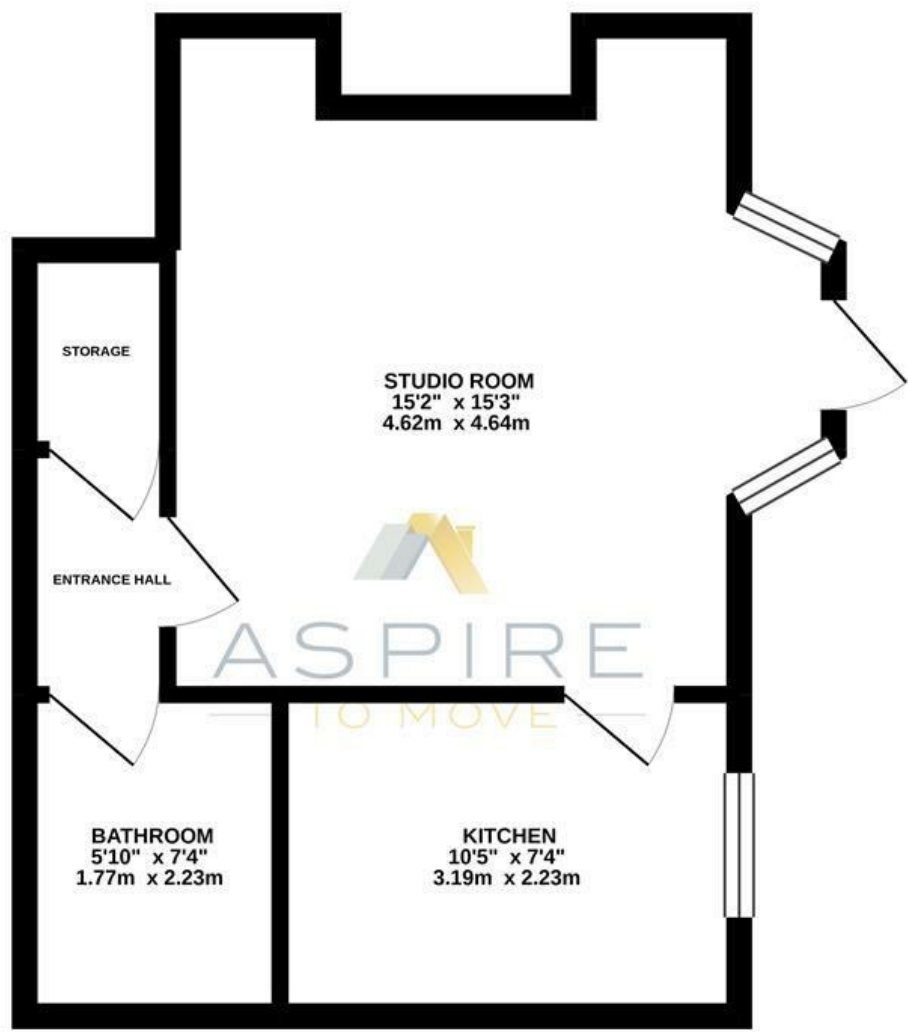 STORAGE
STUDIO ROOM
15'2" x 15'3"
4.62m x 4.64m
ENTRANCE HALL
ASPIRE
TO MOVE
BATHROOM
5'10" x 7'4"
1.77m x 2.23m
KITCHEN
10'5" x 7'4"
3.19m x 2.23m